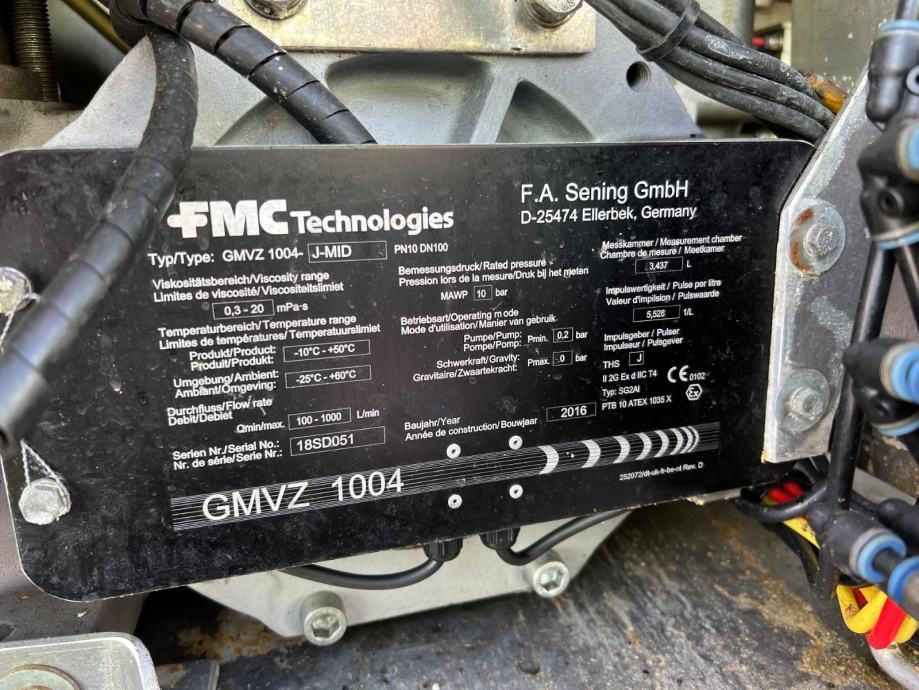 FMC Technologies
F.A. Sening GmbH
D-25474 Ellerbek, Germany
Typ/Type: GMVZ 1004- J-MID PN10 DN100
Viskositätsbereich/Viscosity range
Limites de viscosité/Viscositeitslimiet
0,3 - 20 mPa·s
Temperaturbereich/Temperature range
Limites de températures/Temperatuurslimiet
Produkt/Product: -10°C - +50°C
Produit/Produkt:
Umgebung/Ambient: -25°C - +60°C
Ambiant/Omgeving:
Durchfluss/Flow rate
Debit/Debiet
Qmin/max.: 100 - 1000 L/min
Serien Nr./Serial No.: 18SD051
Nr. de série/Serie Nr.:
Bemessungsdruck/Rated pressure
Pression lors de la mesure/Druk bij het meten
MAWP 10 bar
Betriebsart/Operating mode
Mode d'utilisation/Manier van gebruik
Pumpe/Pump: Pmin. 0,2 bar
Pompe/Pomp:
Schwerkraft/Gravity: Pmax. 0 bar
Gravitaire/Zwaartekracht:
Baujahr/Year 2016
Année de construction/Bouwjaar
Messkammer / Measurement chamber
Chambre de mesure / Meetkamer
3,437 L
Impulswertigkeit / Pulse per litre
Valeur d'impulsion / Pulswaarde
5,528 1/L
Impulsgeber / Pulser
Impulseur / Pulsgever
THS J
II 2G Ex d IIC T4 CE 0102
Typ: SG2AI Ex
PTB 10 ATEX 1035 X
GMVZ 1004
252072/dt-uk-fr-be-nl Rev. D